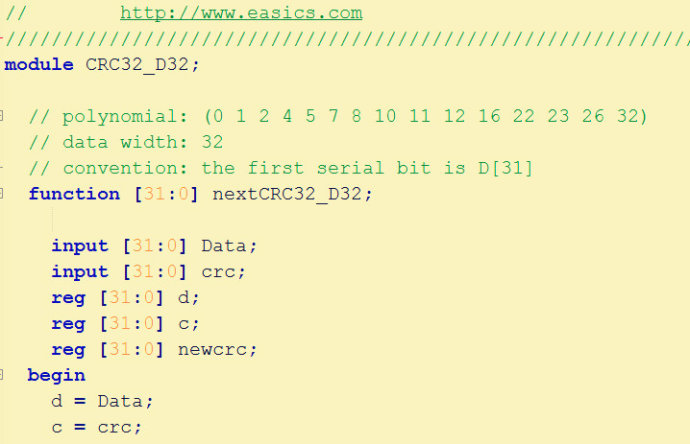 // http://www.easics.com
////////////////////////////////////////////////////////////
module CRC32_D32;
// polynomial: (0 1 2 4 5 7 8 10 11 12 16 22 23 26 32)
// data width: 32
// convention: the first serial bit is D[31]
function [31:0] nextCRC32_D32;
input [31:0] Data;
input [31:0] crc;
reg [31:0] d;
reg [31:0] c;
reg [31:0] newcrc;
begin
d = Data;
c = crc;